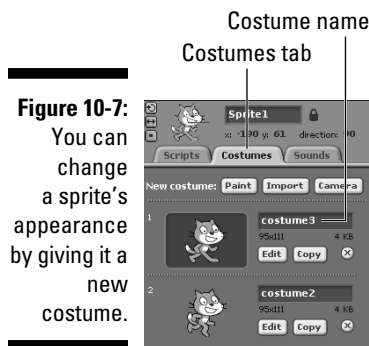 Costume name
Costumes tab
Figure 10-7:
You can
change
a sprite's
appearance
by giving it a
new
costume.
Sprite1
x: -190 y: 61 direction: 90
Scripts Costumes Sounds
New costume: Paint Import Camera
1
costume3
95x111 4 KB
Edit Copy
2
costume2
95x111 4 KB
Edit Copy